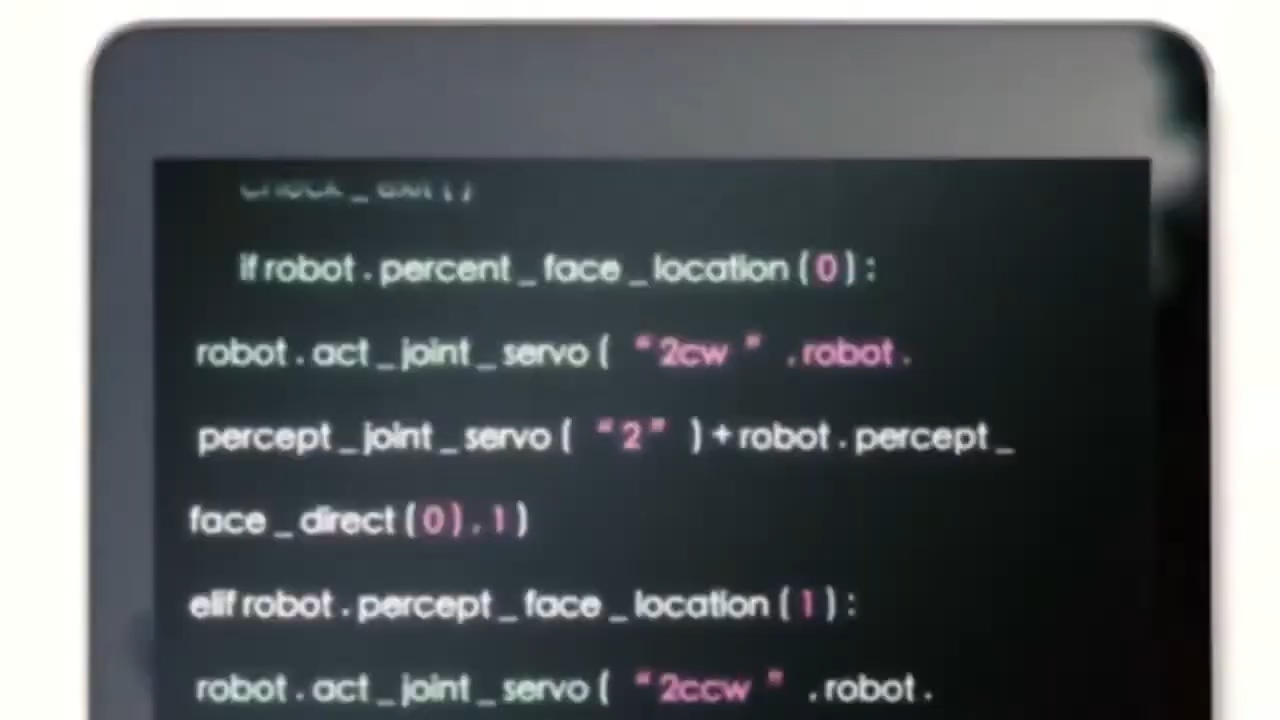 if robot . percent _ face _ location ( 0 ) :
robot . act _ joint _ servo ( “ 2cw ” . robot .
percept _ joint _ servo ( “ 2 ” ) + robot . percept _
face _ direct ( 0 ) . 1 )
elif robot . percept _ face _ location ( 1 ) :
robot . act _ joint _ servo ( “ 2ccw ” . robot .